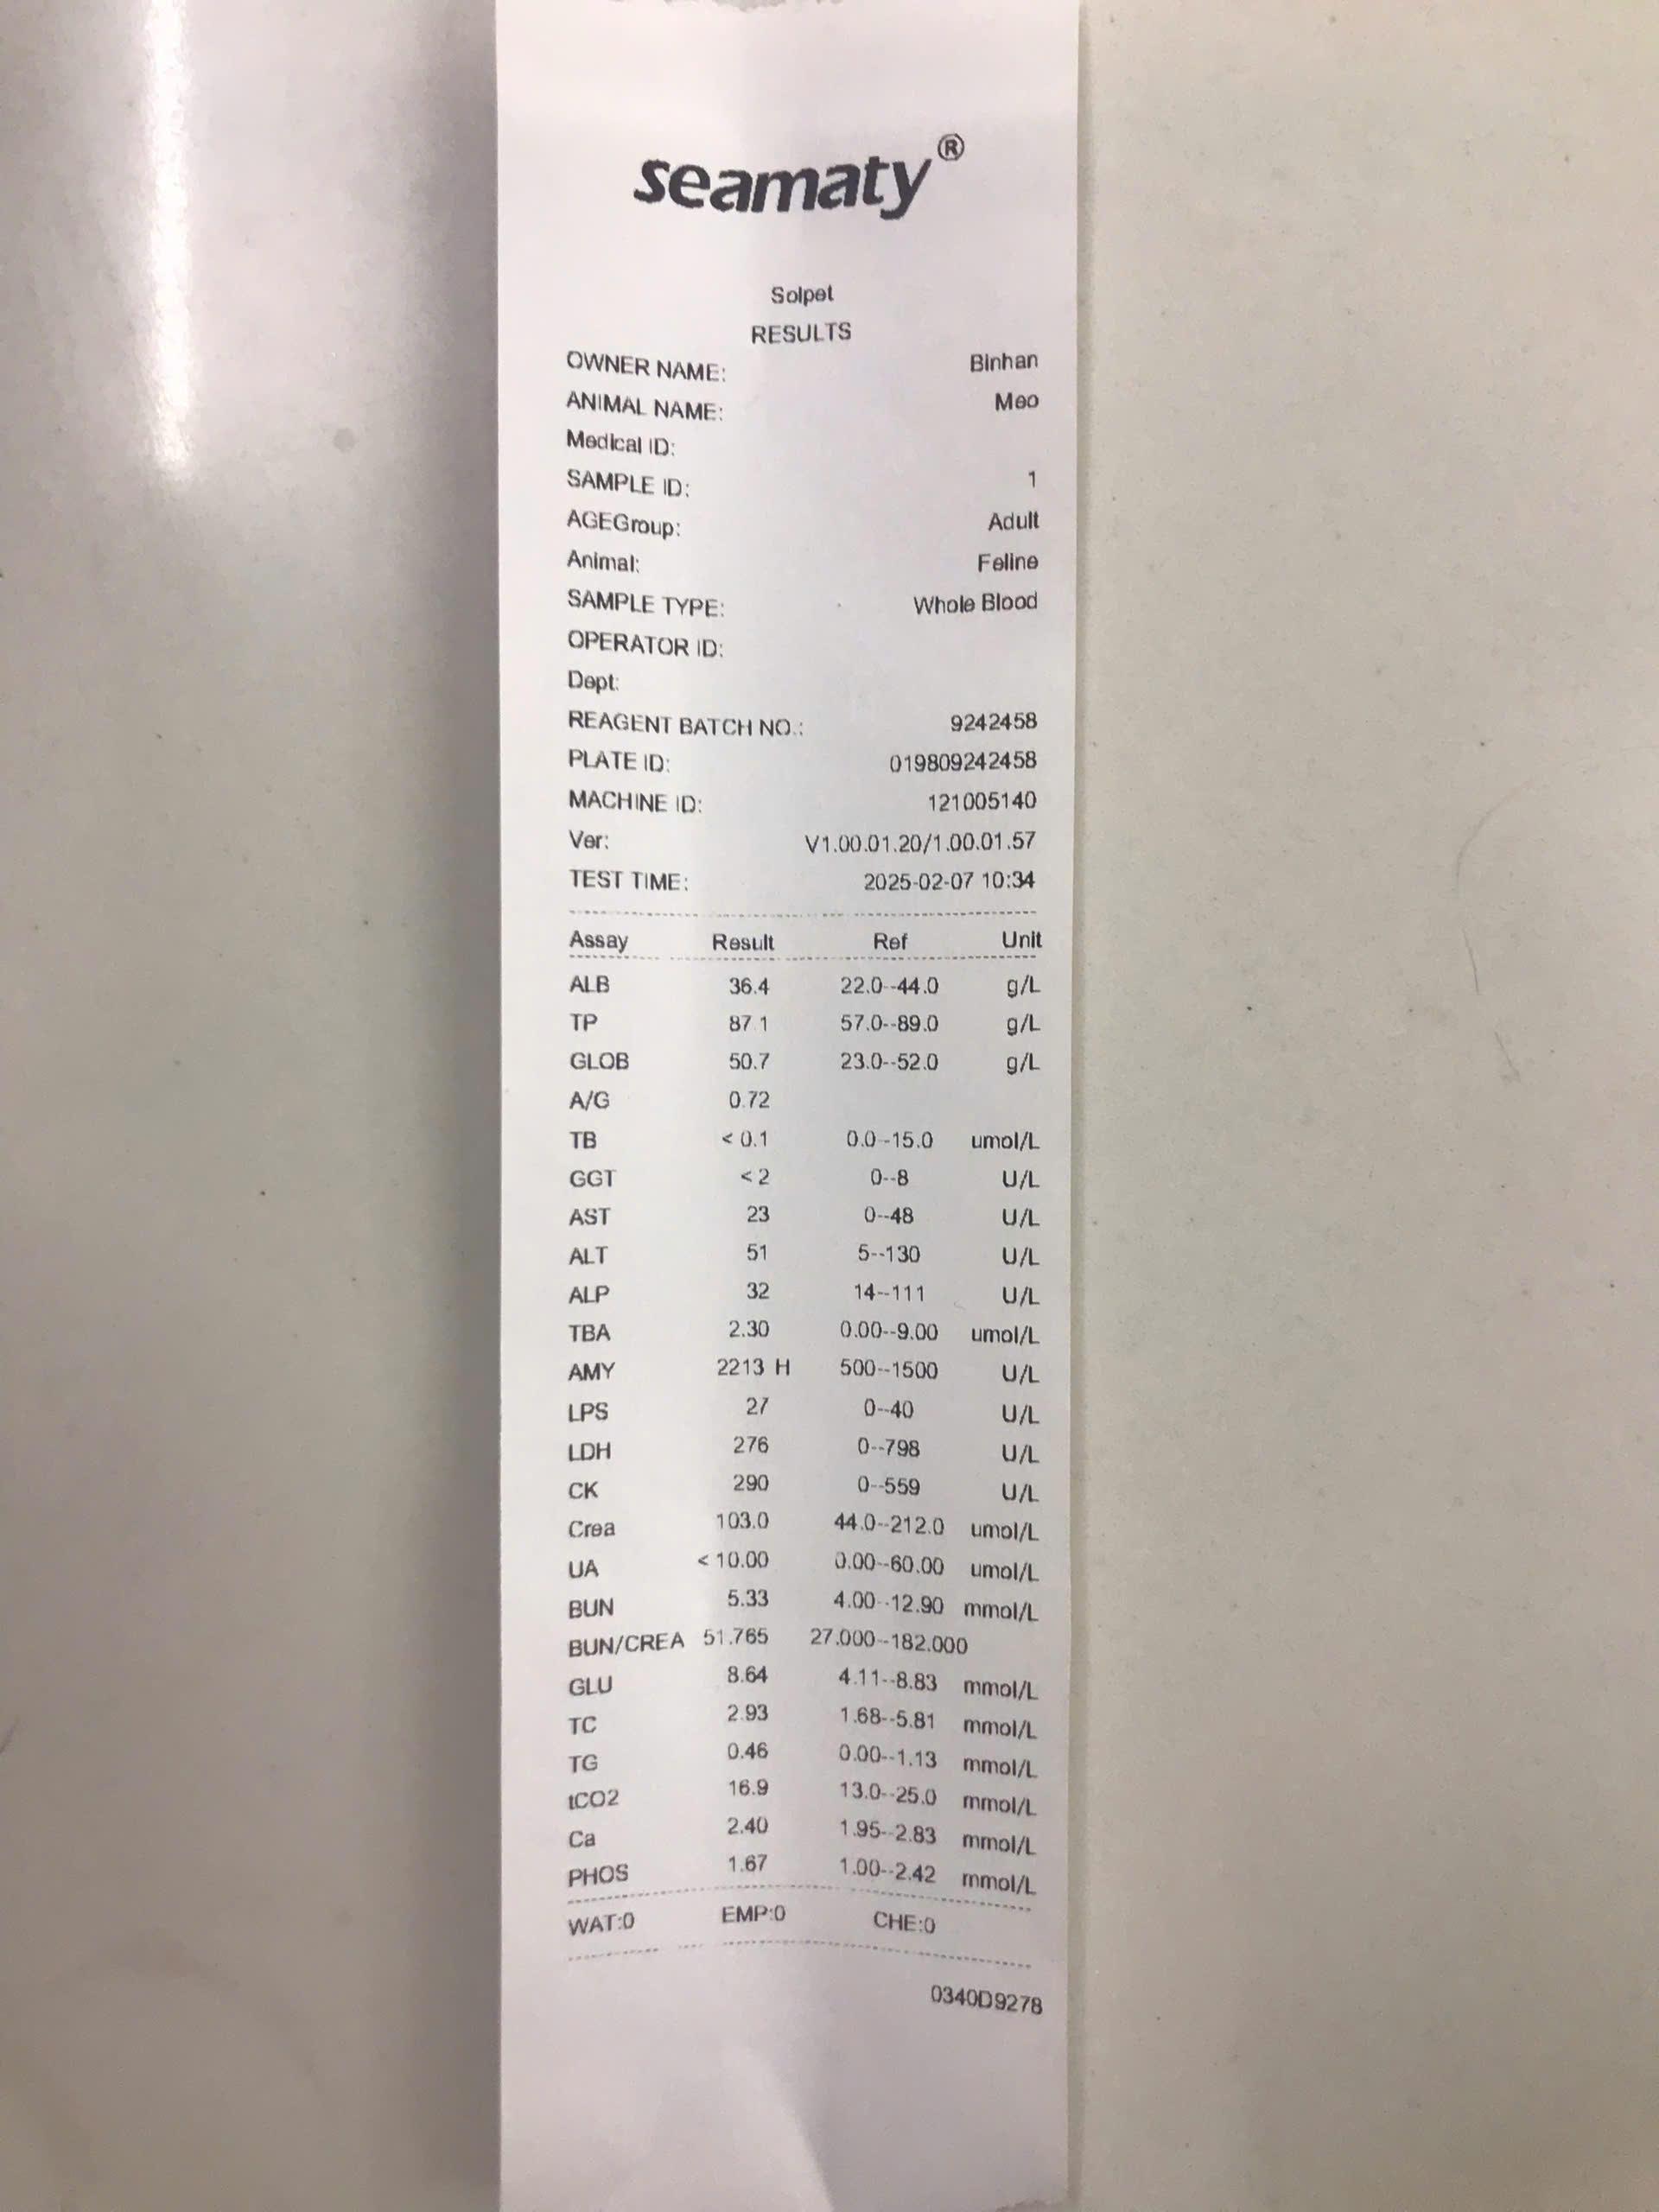 seamaty®
Solpet
RESULTS
OWNER NAME: Binhan
ANIMAL NAME: Meo
Medical ID:
SAMPLE ID: 1
AGEGroup: Adult
Animal: Feline
SAMPLE TYPE: Whole Blood
OPERATOR ID:
Dept:
REAGENT BATCH NO.: 9242458
PLATE ID: 019809242458
MACHINE ID: 121005140
Ver: V1.00.01.20/1.00.01.57
TEST TIME: 2025-02-07 10:34
Assay Result Ref Unit
ALB 36.4 22.0--44.0 g/L
TP 87.1 57.0--89.0 g/L
GLOB 50.7 23.0--52.0 g/L
A/G 0.72
TB < 0.1 0.0--15.0 umol/L
GGT < 2 0--8 U/L
AST 23 0--48 U/L
ALT 51 5--130 U/L
ALP 32 14--111 U/L
TBA 2.30 0.00--9.00 umol/L
AMY 2213 H 500--1500 U/L
LPS 27 0--40 U/L
LDH 276 0--798 U/L
CK 290 0--559 U/L
Crea 103.0 44.0--212.0 umol/L
UA < 10.00 0.00--60.00 umol/L
BUN 5.33 4.00--12.90 mmol/L
BUN/CREA 51.765 27.000--182.000
GLU 8.64 4.11--8.83 mmol/L
TC 2.93 1.68--5.81 mmol/L
TG 0.46 0.00--1.13 mmol/L
tCO2 16.9 13.0--25.0 mmol/L
Ca 2.40 1.95--2.83 mmol/L
PHOS 1.67 1.00--2.42 mmol/L
WAT:0 EMP:0 CHE:0
0340D9278